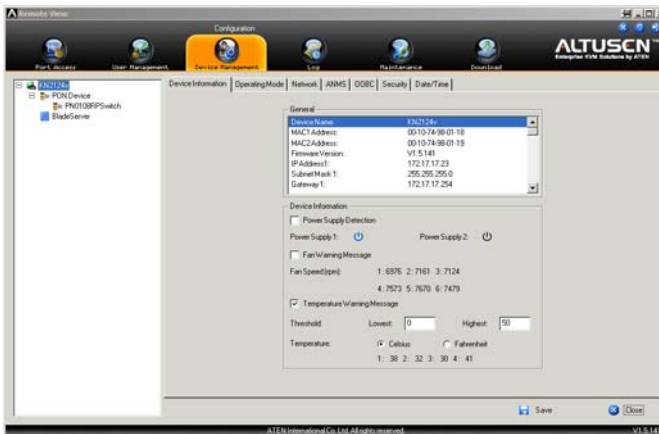 Remote View
Configuration
Port Access User Management Device Management Log Maintenance Download
ALTUSEN
Enterprise KVM Solutions by ATEN
KN2124v
PON Device
PN0108RPSwitch
BladeServer
Device Information Operating Mode Network ANMS OOBC Security Date/Time
General
Device Name: KN2124v
MAC1 Address: 00-10-74-98-01-18
MAC2 Address: 00-10-74-98-01-19
Firmware Version: V1.5.141
IP Address1: 172.17.17.23
Subnet Mask 1: 255.255.255.0
Gateway 1: 172.17.17.254
Device Information
Power Supply Detection
Power Supply 1: Power Supply 2:
Fan Warning Message
Fan Speed(rpm) 1: 6976 2: 7161 3: 7124
4: 7573 5: 7670 6: 7479
Temperature Warning Message
Threshold: Lowest: 0 Highest: 50
Temperature: Celsius Fahrenheit
1: 38 2: 32 3: 30 4: 41
Save Close
ATEN International Co. Ltd. All rights reserved.
V1.5.141